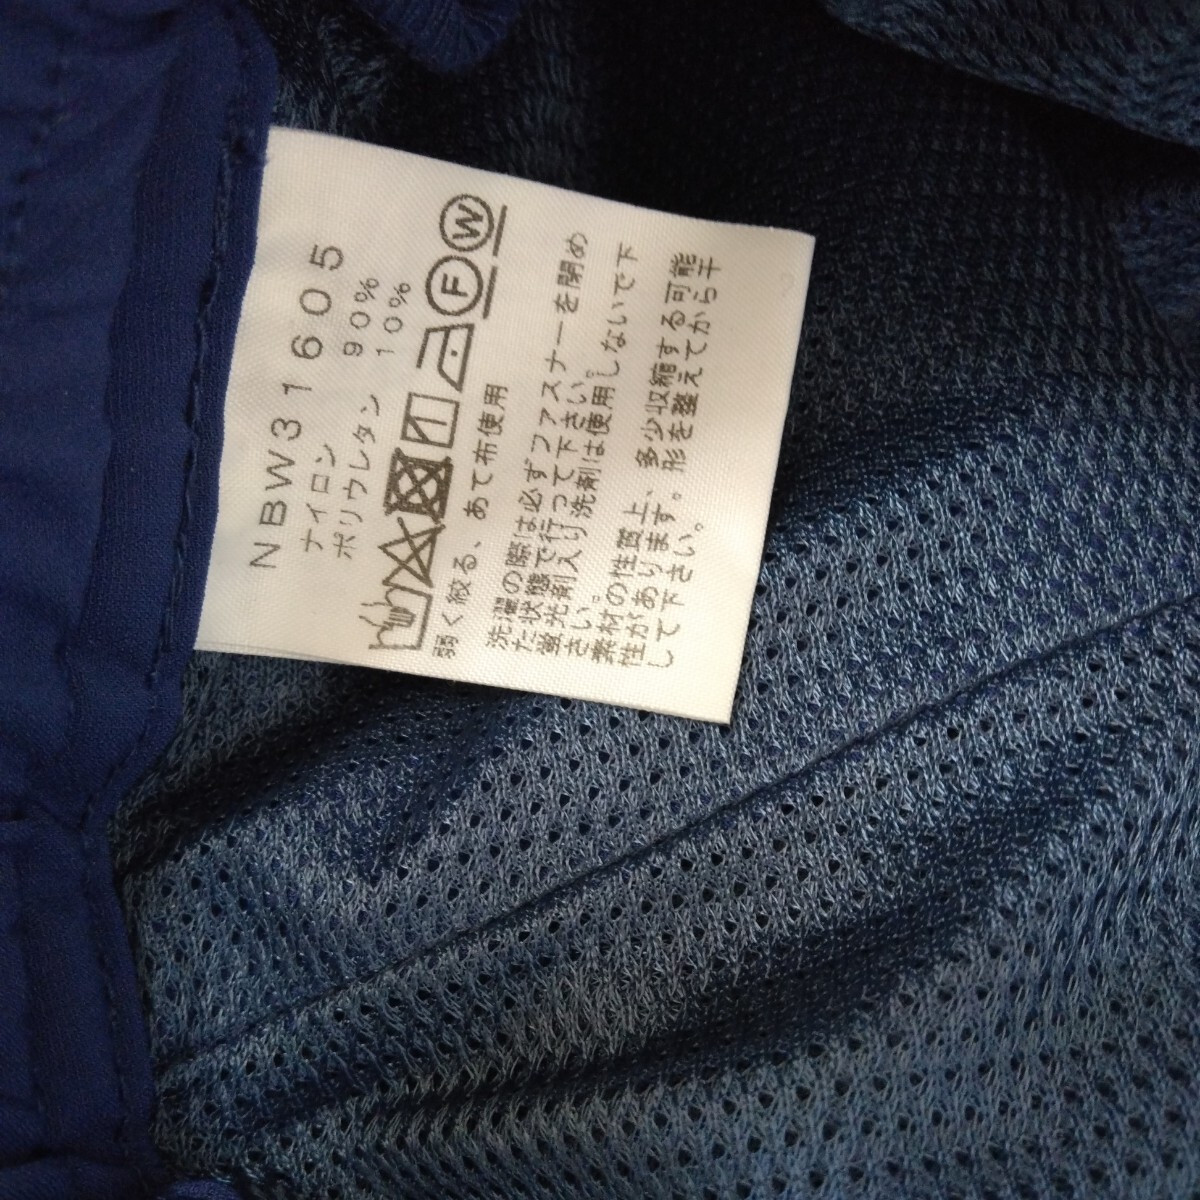 NBW31605
ナイロン 90%
ポリウレタン 10%
F W
弱く絞る、あて布使用
洗濯の際は必ずファスナーを閉め
た状態で行って下さい。
蛍光剤入り洗剤は使用しないで下
さい。
素材の性質上、多少収縮する可能
性があります。形を整えてから干
して下さい。